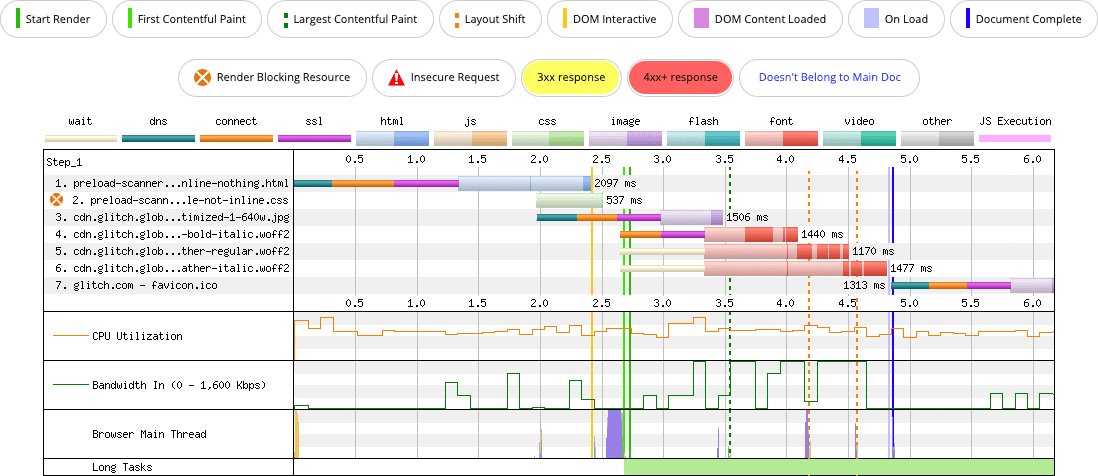 Start Render First Contentful Paint Largest Contentful Paint Layout Shift DOM Interactive DOM Content Loaded On Load Document Complete
Render Blocking Resource Insecure Request 3xx response 4xx+ response Doesn't Belong to Main Doc
wait dns connect ssl html js css image flash font video other JS Execution
Step_1 0.5 1.0 1.5 2.0 2.5 3.0 3.5 4.0 4.5 5.0 5.5 6.0
1. preload-scanner...nline-nothing.html 2097 ms
2. preload-scann...le-not-inline.css 537 ms
3. cdn.glitch.glob...timized-1-640w.jpg 1506 ms
4. cdn.glitch.glob...-bold-italic.woff2 1440 ms
5. cdn.glitch.glob...ther-regular.woff2 1170 ms
6. cdn.glitch.glob...ather-italic.woff2 1477 ms
7. glitch.com - favicon.ico 1313 ms
0.5 1.0 1.5 2.0 2.5 3.0 3.5 4.0 4.5 5.0 5.5 6.0
CPU Utilization
Bandwidth In (0 - 1,600 Kbps)
Browser Main Thread
Long Tasks